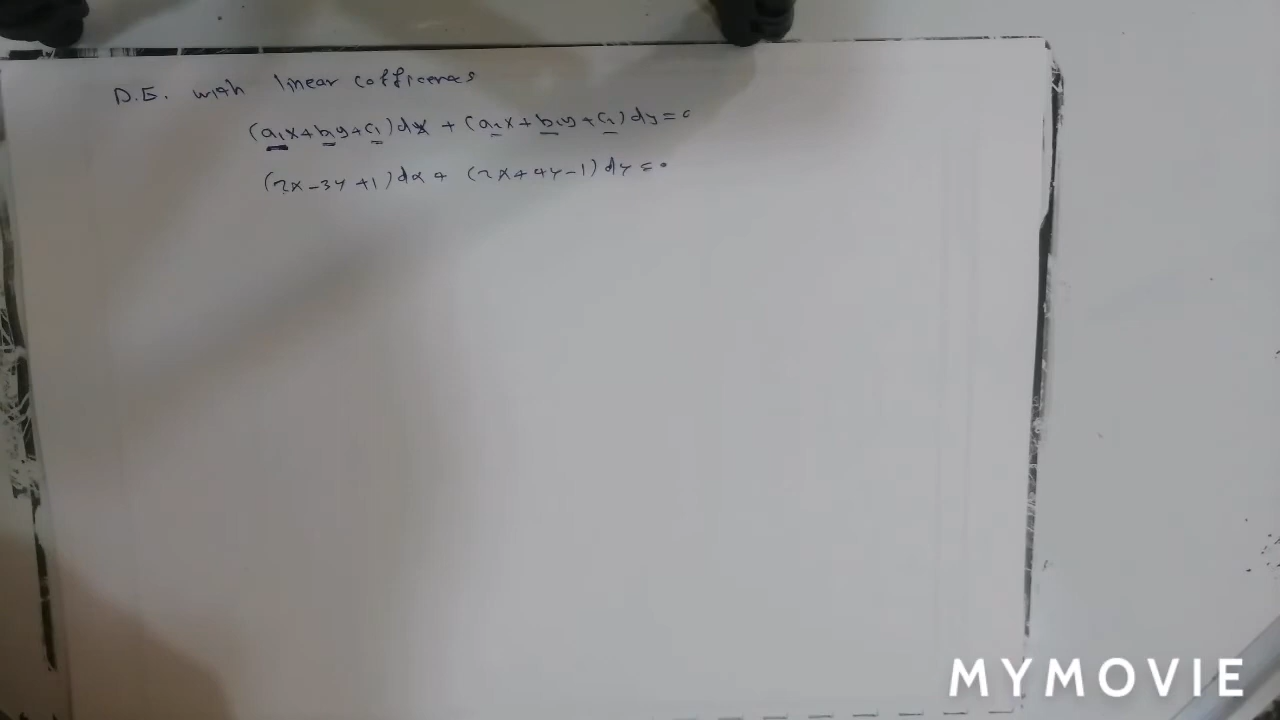 D.E. with linear cofficences
(a₁x+b₁y+c₁)dx + (a₂x+b₂y+c₂)dy=0
(2x-3y+1)dx + (2x+4y-1)dy=0
MYMOVIE